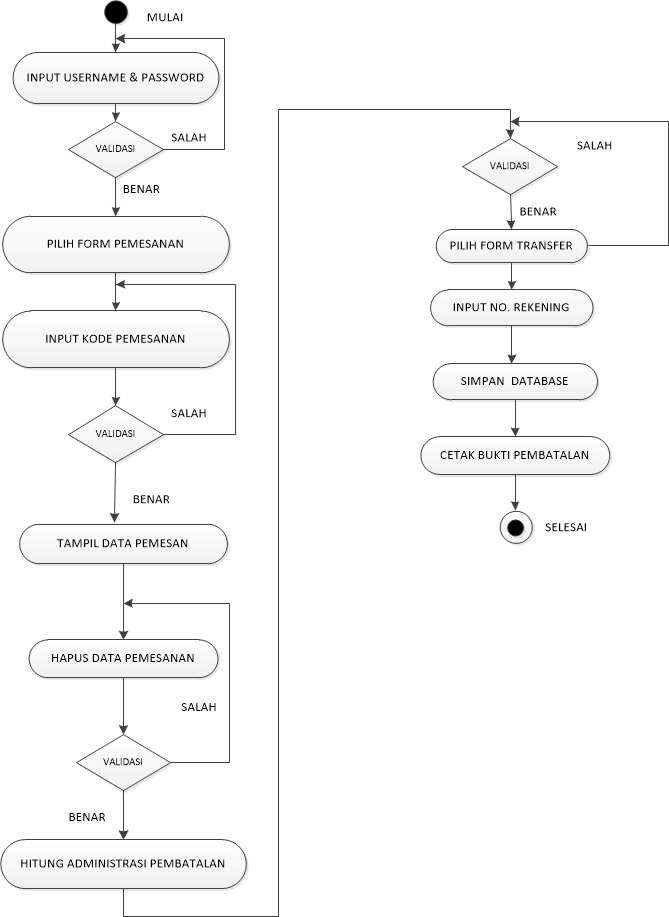 MULAI
INPUT USERNAME & PASSWORD
VALIDASI
SALAH
BENAR
PILIH FORM PEMESANAN
INPUT KODE PEMESANAN
VALIDASI
SALAH
BENAR
TAMPIL DATA PEMESAN
HAPUS DATA PEMESANAN
SALAH
VALIDASI
BENAR
HITUNG ADMINISTRASI PEMBATALAN
SALAH
VALIDASI
BENAR
PILIH FORM TRANSFER
INPUT NO. REKENING
SIMPAN DATABASE
CETAK BUKTI PEMBATALAN
SELESAI